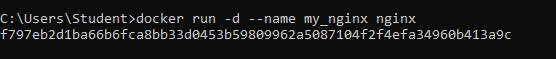 C:\Users\Student>docker run -d --name my_nginx nginx
f797eb2d1ba66b6fca8bb33d0453b59809962a5087104f2f4efa34960b413a9c